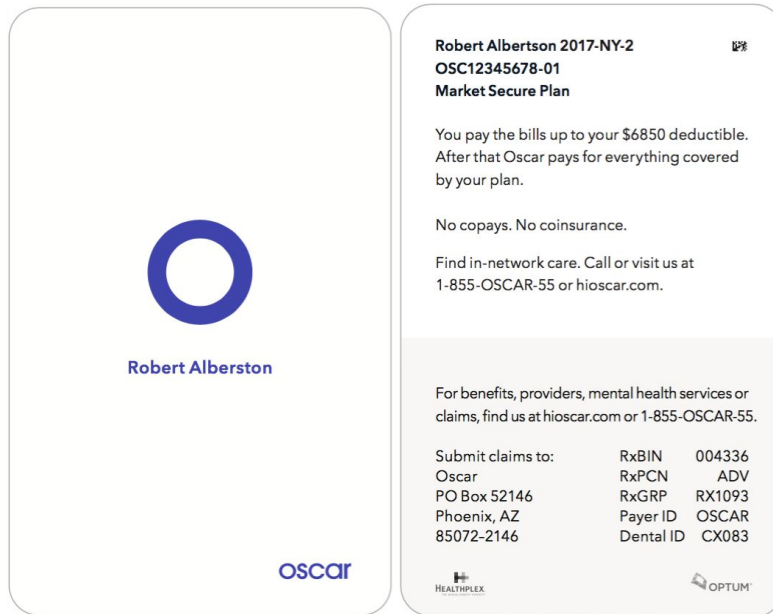 Robert Alberston
oscar
Robert Albertson 2017-NY-2
OSC12345678-01
Market Secure Plan
You pay the bills up to your $6850 deductible.
After that Oscar pays for everything covered
by your plan.
No copays. No coinsurance.
Find in-network care. Call or visit us at
1-855-OSCAR-55 or hioscar.com.
For benefits, providers, mental health services or
claims, find us at hioscar.com or 1-855-OSCAR-55.
Submit claims to:
Oscar
PO Box 52146
Phoenix, AZ
85072–2146
RxBIN 004336
RxPCN ADV
RxGRP RX1093
Payer ID OSCAR
Dental ID CX083
HEALTHPLEX
OPTUM